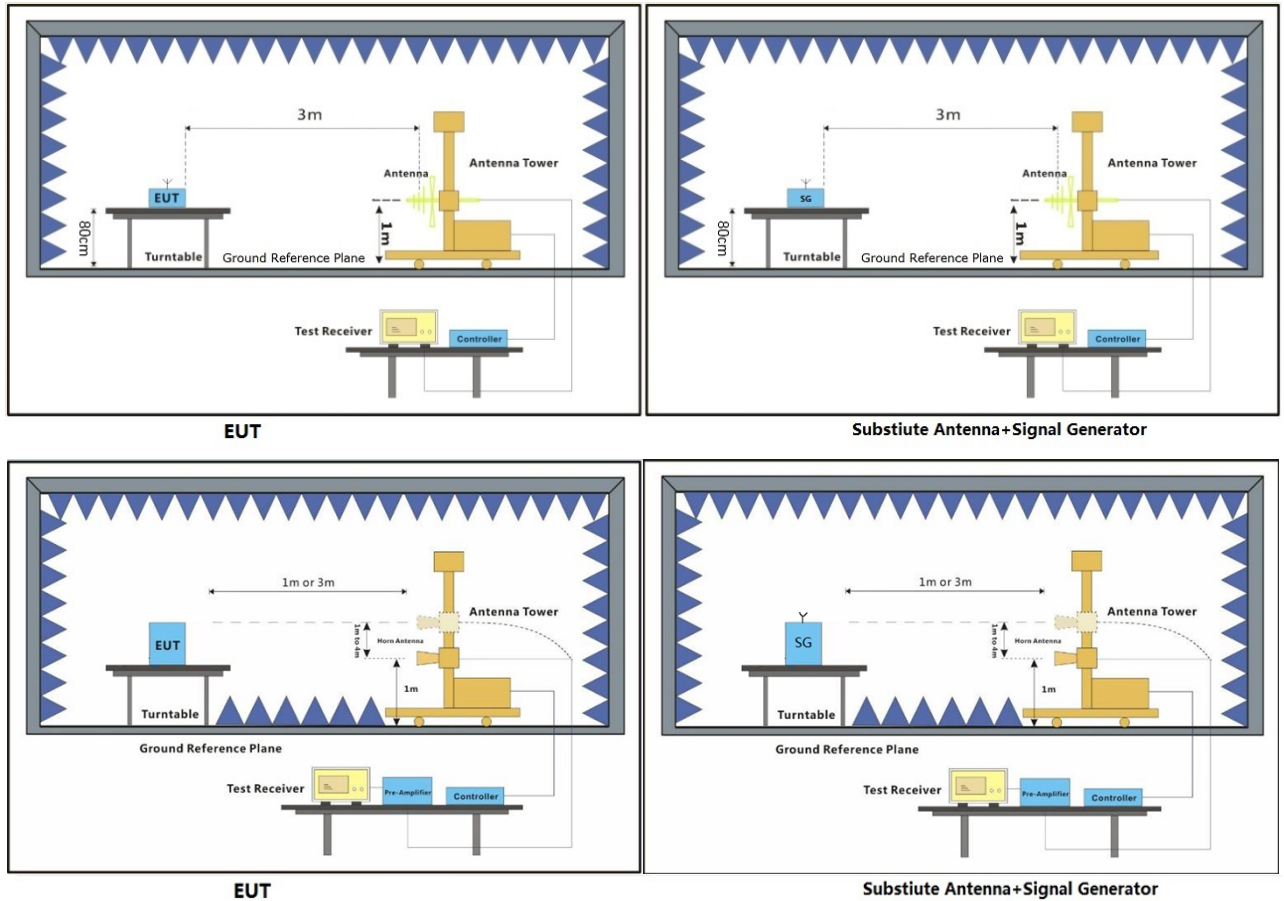 3m
Antenna Tower
Antenna
EUT
80cm
1m
Turntable
Ground Reference Plane
Test Receiver
Controller
EUT
3m
Antenna Tower
Antenna
SG
80cm
1m
Turntable
Ground Reference Plane
Test Receiver
Controller
Substiute Antenna+Signal Generator
1m or 3m
Antenna Tower
1m to 4m
Horn Antenna
EUT
1m
Turntable
Ground Reference Plane
Test Receiver
Pre-Amplifier
Controller
EUT
1m or 3m
Antenna Tower
1m to 4m
Horn Antenna
SG
1m
Turntable
Ground Reference Plane
Test Receiver
Pre-Amplifier
Controller
Substiute Antenna+Signal Generator